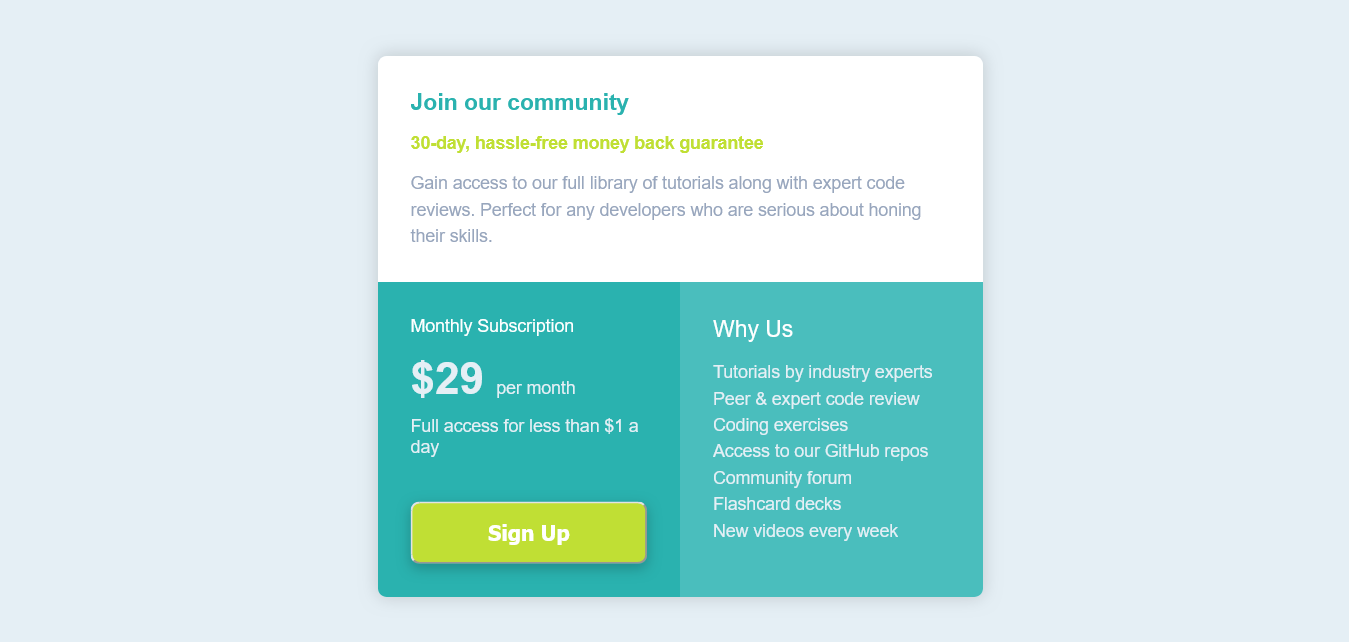 Join our community
30-day, hassle-free money back guarantee
Gain access to our full library of tutorials along with expert code
reviews. Perfect for any developers who are serious about honing
their skills.
Monthly Subscription
$29 per month
Full access for less than $1 a
day
Sign Up
Why Us
Tutorials by industry experts
Peer & expert code review
Coding exercises
Access to our GitHub repos
Community forum
Flashcard decks
New videos every week